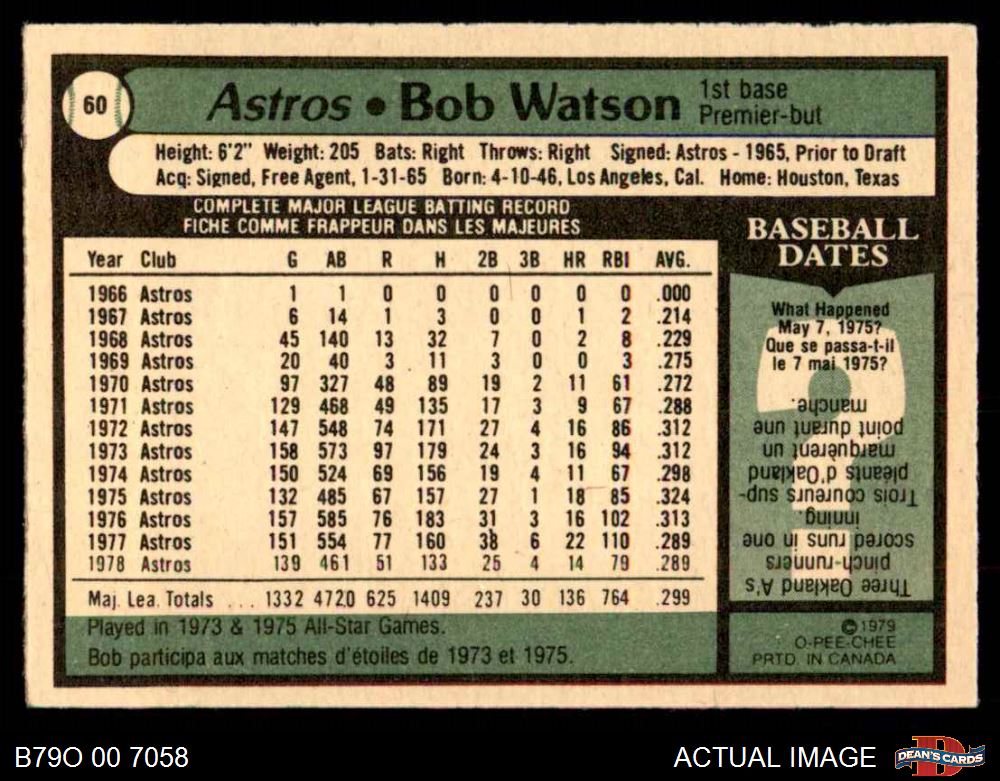 60
Astros • Bob Watson
1st base
Premier-but
Height: 6'2" Weight: 205 Bats: Right Throws: Right Signed: Astros - 1965, Prior to Draft
Acq: Signed, Free Agent, 1-31-65 Born: 4-10-46, Los Angeles, Cal. Home: Houston, Texas
COMPLETE MAJOR LEAGUE BATTING RECORD
FICHE COMME FRAPPEUR DANS LES MAJEURES
Year Club G AB R H 2B 3B HR RBI AVG.
1966 Astros 1 1 0 0 0 0 0 0 .000
1967 Astros 6 14 1 3 0 0 1 2 .214
1968 Astros 45 140 13 32 7 0 2 8 .229
1969 Astros 20 40 3 11 3 0 0 3 .275
1970 Astros 97 327 48 89 19 2 11 61 .272
1971 Astros 129 468 49 135 17 3 9 67 .288
1972 Astros 147 548 74 171 27 4 16 86 .312
1973 Astros 158 573 97 179 24 3 16 94 .312
1974 Astros 150 524 69 156 19 4 11 67 .298
1975 Astros 132 485 67 157 27 1 18 85 .324
1976 Astros 157 585 76 183 31 3 16 102 .313
1977 Astros 151 554 77 160 38 6 22 110 .289
1978 Astros 139 461 51 133 25 4 14 79 .289
Maj. Lea. Totals ... 1332 4720 625 1409 237 30 136 764 .299
Played in 1973 & 1975 All-Star Games.
Bob participa aux matches d'étoiles de 1973 et 1975.
BASEBALL
DATES
What Happened
May 7, 1975?
Que se passa-t-il
le 7 mai 1975?
Three Oakland A's
pinch-runners
scored runs in one
inning.
Trois coureurs sup-
pléants d'Oakland
marquèrent un
point durant une
manche.
© 1979
O-PEE-CHEE
PRTD. IN CANADA
B79O 00 7058
ACTUAL IMAGE
DEAN'S CARDS